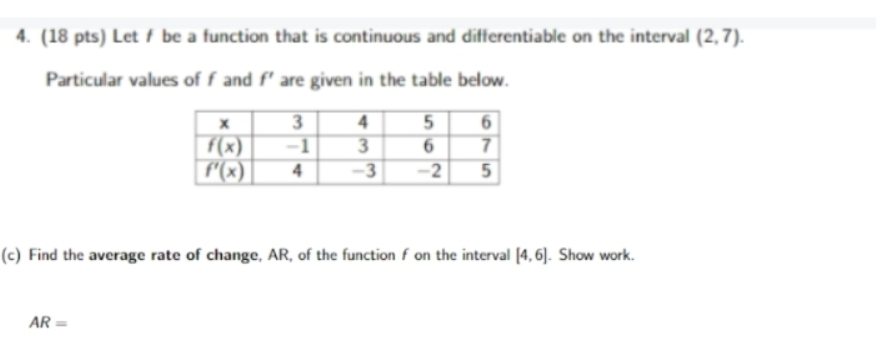 4. (18 pts) Let f be a function that is continuous and differentiable on the interval (2, 7).
Particular values of f and f' are given in the table below.
x 3 4 5 6
f(x) −1 3 6 7
f'(x) 4 −3 −2 5
(c) Find the average rate of change, AR, of the function f on the interval [4, 6]. Show work.
AR =